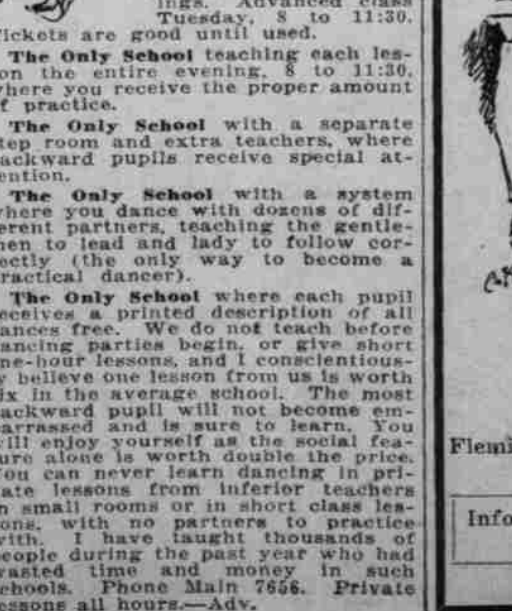 ings. Advanced class
Tuesday, 8 to 11:30.
Tickets are good until used.
The Only School teaching each les-
on the entire evening, 8 to 11:30,
where you receive the proper amount
f practice.
The Only School with a separate
tep room and extra teachers, where
ackward pupils receive special at-
ention.
The Only School with a system
where you dance with dozens of dif-
erent partners, teaching the gentle-
men to lead and lady to follow cor-
ectly (the only way to become a
ractical dancer).
The Only School where each pupil
eceives a printed description of all
ances free. We do not teach before
ancing parties begin, or give short
ne-hour lessons, and I conscientious-
y believe one lesson from us is worth
ix in the average school. The most
ackward pupil will not become em-
arrassed and is sure to learn. You
ill enjoy yourself as the social fea-
ure alone is worth double the price.
ou can never learn dancing in pri-
ate lessons from inferior teachers
n small rooms or in short class les-
ons, with no partners to practice
with. I have taught thousands of
eople during the past year who had
asted time and money in such
chools. Phone Main 7656. Private
essons all hours.—Adv.
Flemi
Info